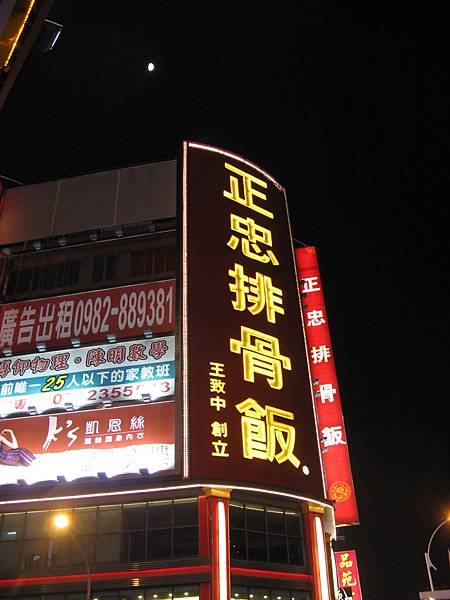 正忠排骨飯
王致中 創立
正忠排骨飯
廣告出租0982-889381
陳明數學
前唯一25人以下的家教班
K's 凱恩絲
品苑